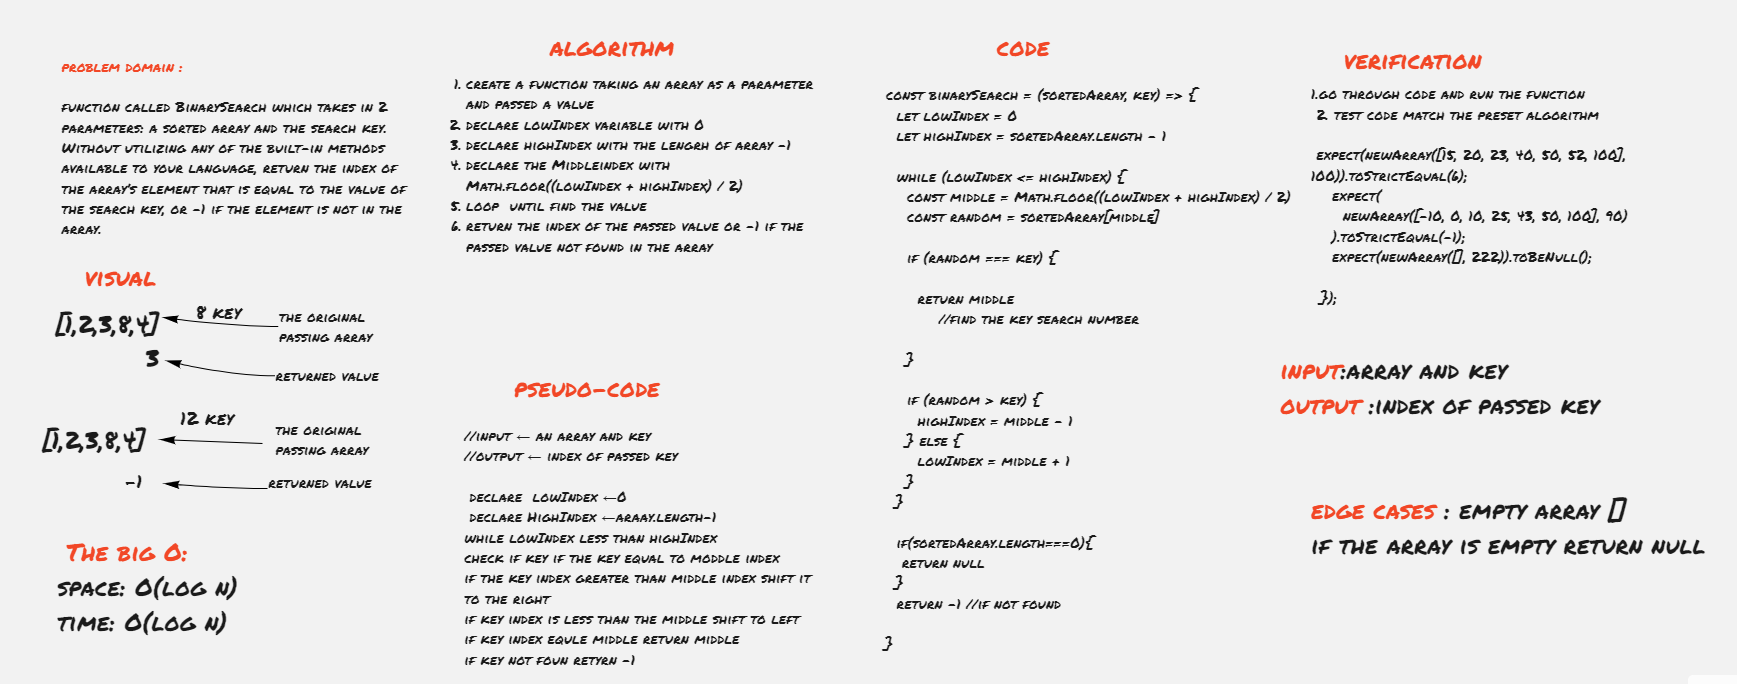 PROBLEM DOMAIN :
FUNCTION CALLED BINARYSEARCH WHICH TAKES IN 2
PARAMETERS: A SORTED ARRAY AND THE SEARCH KEY.
WITHOUT UTILIZING ANY OF THE BUILT-IN METHODS
AVAILABLE TO YOUR LANGUAGE, RETURN THE INDEX OF
THE ARRAY'S ELEMENT THAT IS EQUAL TO THE VALUE OF
THE SEARCH KEY, OR -1 IF THE ELEMENT IS NOT IN THE
ARRAY.
VISUAL
[1,2,3,8,4]
8 KEY
THE ORIGINAL
PASSING ARRAY
3
RETURNED VALUE
12 KEY
[1,2,3,8,4]
THE ORIGINAL
PASSING ARRAY
-1
RETURNED VALUE
THE BIG O:
SPACE: O(LOG N)
TIME: O(LOG N)
ALGORITHM
1. CREATE A FUNCTION TAKING AN ARRAY AS A PARAMETER
AND PASSED A VALUE
2. DECLARE LOWINDEX VARIABLE WITH 0
3. DECLARE HIGHINDEX WITH THE LENGRH OF ARRAY -1
4. DECLARE THE MIDDLEINDEX WITH
MATH.FLOOR((LOWINDEX + HIGHINDEX) / 2)
5. LOOP UNTIL FIND THE VALUE
6. RETURN THE INDEX OF THE PASSED VALUE OR -1 IF THE
PASSED VALUE NOT FOUND IN THE ARRAY
PSEUDO-CODE
//INPUT ← AN ARRAY AND KEY
//OUTPUT ← INDEX OF PASSED KEY
DECLARE LOWINDEX ←0
DECLARE HIGHINDEX ←ARAAY.LENGTH-1
WHILE LOWINDEX LESS THAN HIGHINDEX
CHECK IF KEY IF THE KEY EQUAL TO MODDLE INDEX
IF THE KEY INDEX GREATER THAN MIDDLE INDEX SHIFT IT
TO THE RIGHT
IF KEY INDEX IS LESS THAN THE MIDDLE SHIFT TO LEFT
IF KEY INDEX EQULE MIDDLE RETURN MIDDLE
IF KEY NOT FOUN RETYRN -1
CODE
CONST BINARYSEARCH = (SORTEDARRAY, KEY) => {
LET LOWINDEX = 0
LET HIGHINDEX = SORTEDARRAY.LENGTH - 1
WHILE (LOWINDEX <= HIGHINDEX) {
CONST MIDDLE = MATH.FLOOR((LOWINDEX + HIGHINDEX) / 2)
CONST RANDOM = SORTEDARRAY[MIDDLE]
IF (RANDOM === KEY) {
RETURN MIDDLE
//FIND THE KEY SEARCH NUMBER
}
IF (RANDOM > KEY) {
HIGHINDEX = MIDDLE - 1
} ELSE {
LOWINDEX = MIDDLE + 1
}
}
IF(SORTEDARRAY.LENGTH===0){
RETURN NULL
}
RETURN -1 //IF NOT FOUND
}
VERIFICATION
1.GO THROUGH CODE AND RUN THE FUNCTION
2. TEST CODE MATCH THE PRESET ALGORITHM
EXPECT(NEWARRAY([15, 20, 23, 40, 50, 52, 100],
100)).TOSTRICTEQUAL(6);
EXPECT(
NEWARRAY([-10, 0, 10, 25, 43, 50, 100], 90)
).TOSTRICTEQUAL(-1);
EXPECT(NEWARRAY([], 222)).TOBENULL();
});
INPUT:ARRAY AND KEY
OUTPUT :INDEX OF PASSED KEY
EDGE CASES : EMPTY ARRAY []
IF THE ARRAY IS EMPTY RETURN NULL